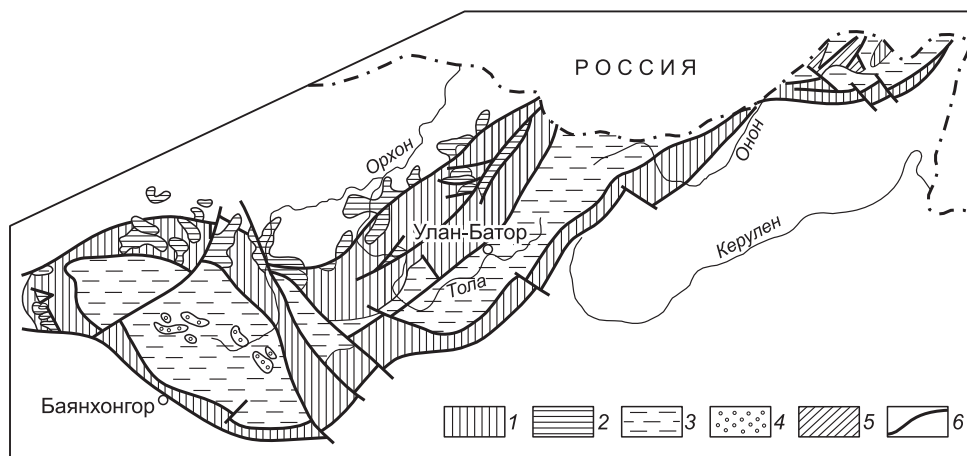 РОССИЯ
Орхон
Онон
Улан-Батор
Керулен
Тола
Баянхонгор
1 2 3 4 5 6